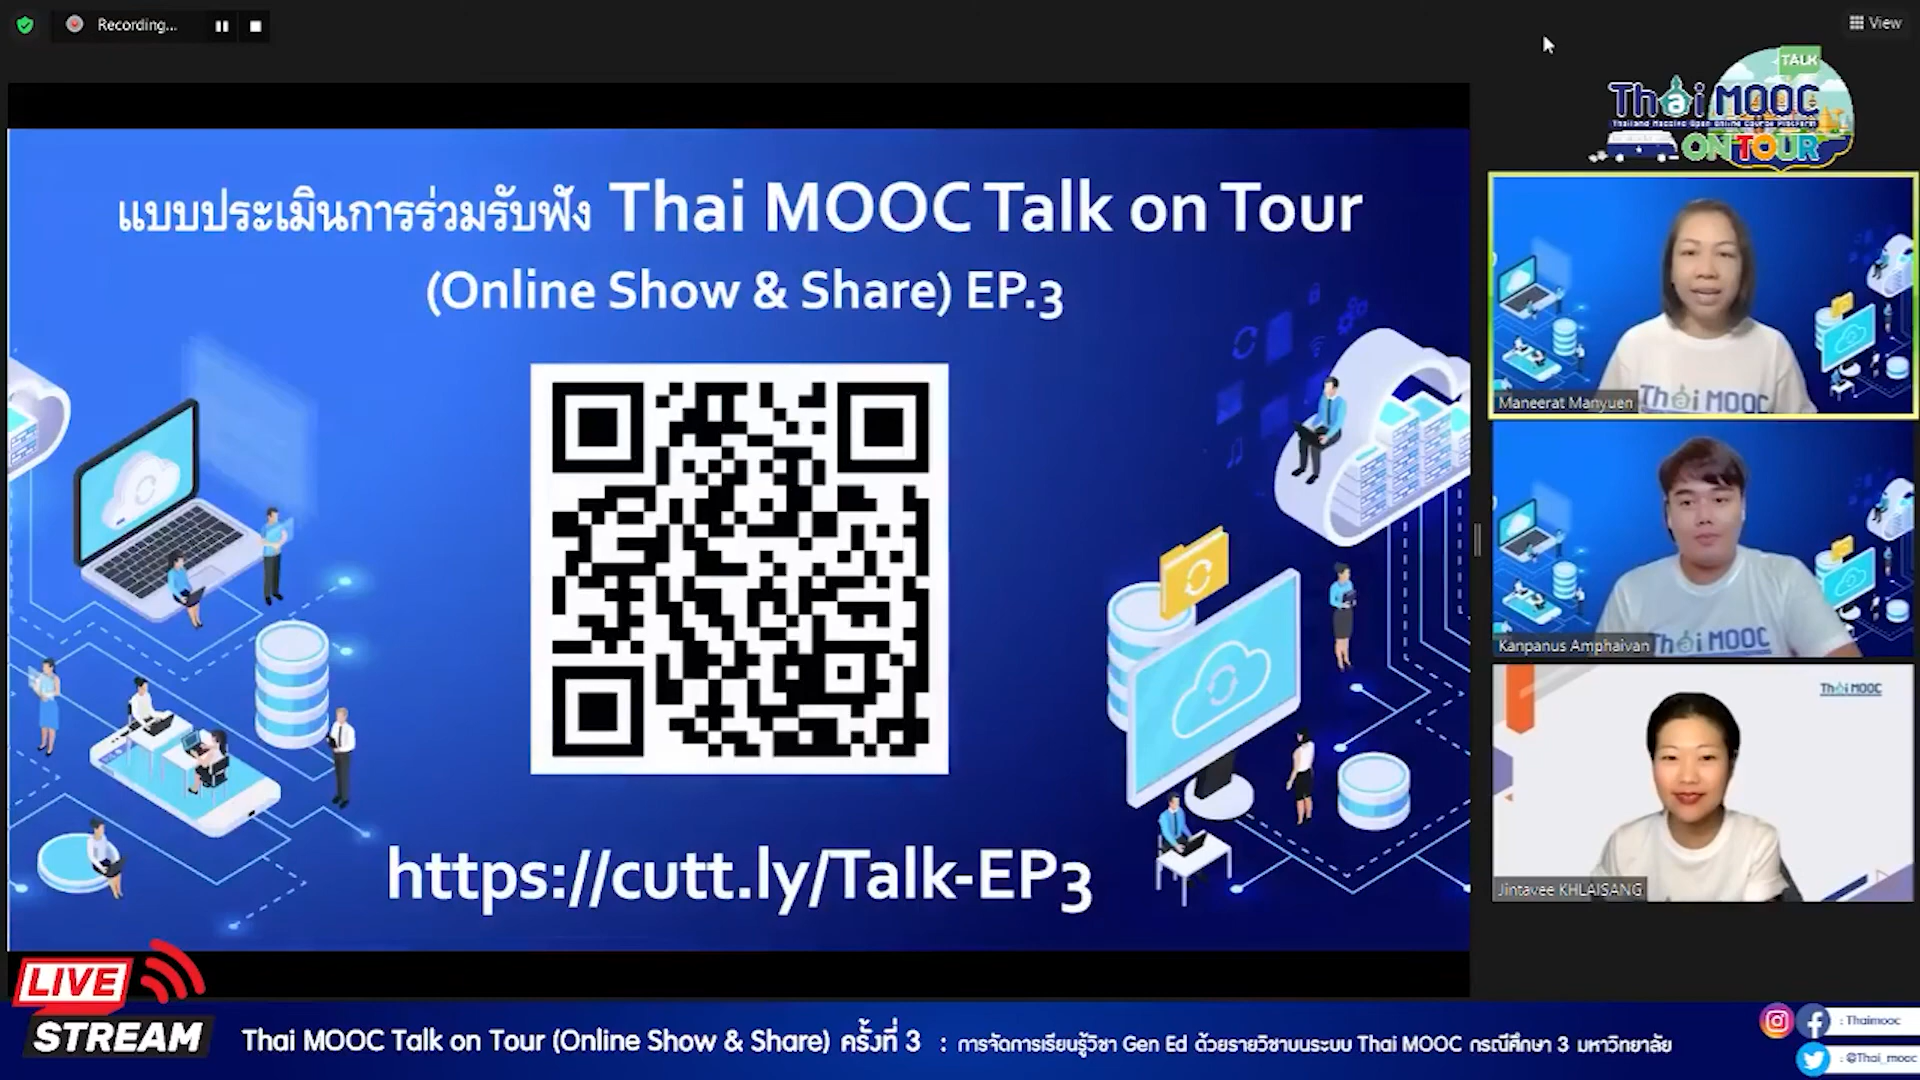 Recording...
View
TALK
Thai MOOC
Thailand Massive Open Online Course Platform
ON TOUR
แบบประเมินการร่วมรับฟัง Thai MOOC Talk on Tour
(Online Show & Share) EP.3
https://cutt.ly/Talk-EP3
Thai MOOC
Maneerat Manyuen
Thai MOOC
Kanpanus Amphaivan
Thai MOOC
Jintavee KHLAISANG
LIVE
STREAM
Thai MOOC Talk on Tour (Online Show & Share) ครั้งที่ 3 : การจัดการเรียนรู้วิชา Gen Ed ด้วยรายวิชาบนระบบ Thai MOOC กรณีศึกษา 3 มหาวิทยาลัย
: Thaimooc
: @Thai_mooc